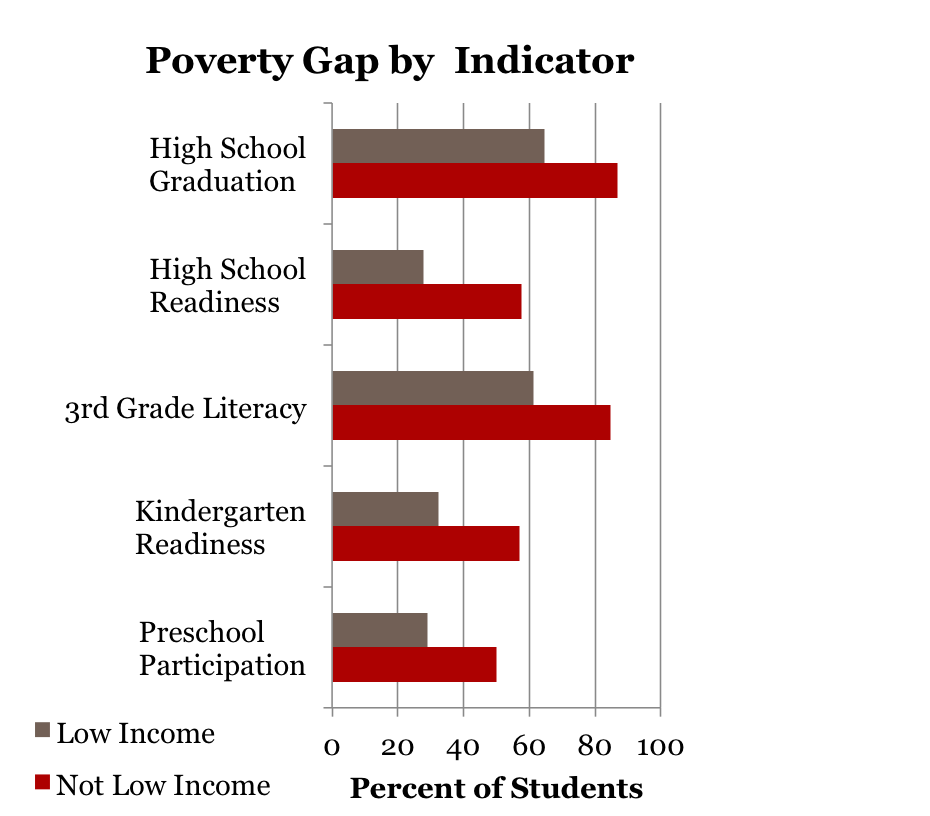 Poverty Gap by Indicator
High School
Graduation
High School
Readiness
3rd Grade Literacy
Kindergarten
Readiness
Preschool
Participation
Low Income
Not Low Income
0 20 40 60 80 100
Percent of Students